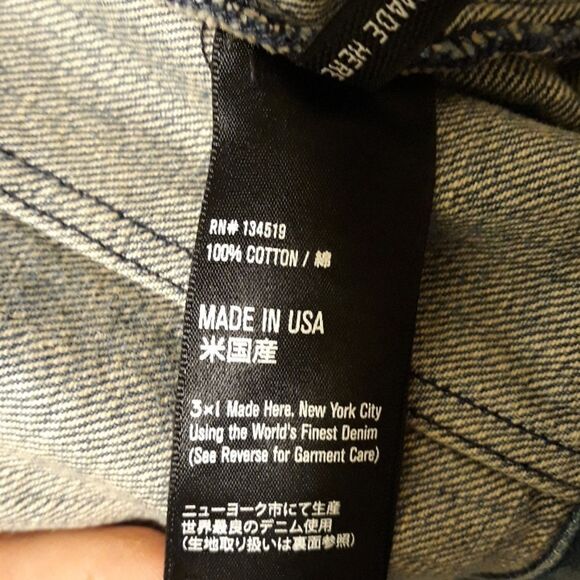 MADE HERE
RN# 134519
100% COTTON / 綿
MADE IN USA
米国産
3×1 Made Here. New York City
Using the World's Finest Denim
(See Reverse for Garment Care)
ニューヨーク市にて生産
世界最良のデニム使用
(生地取り扱いは裏面参照)